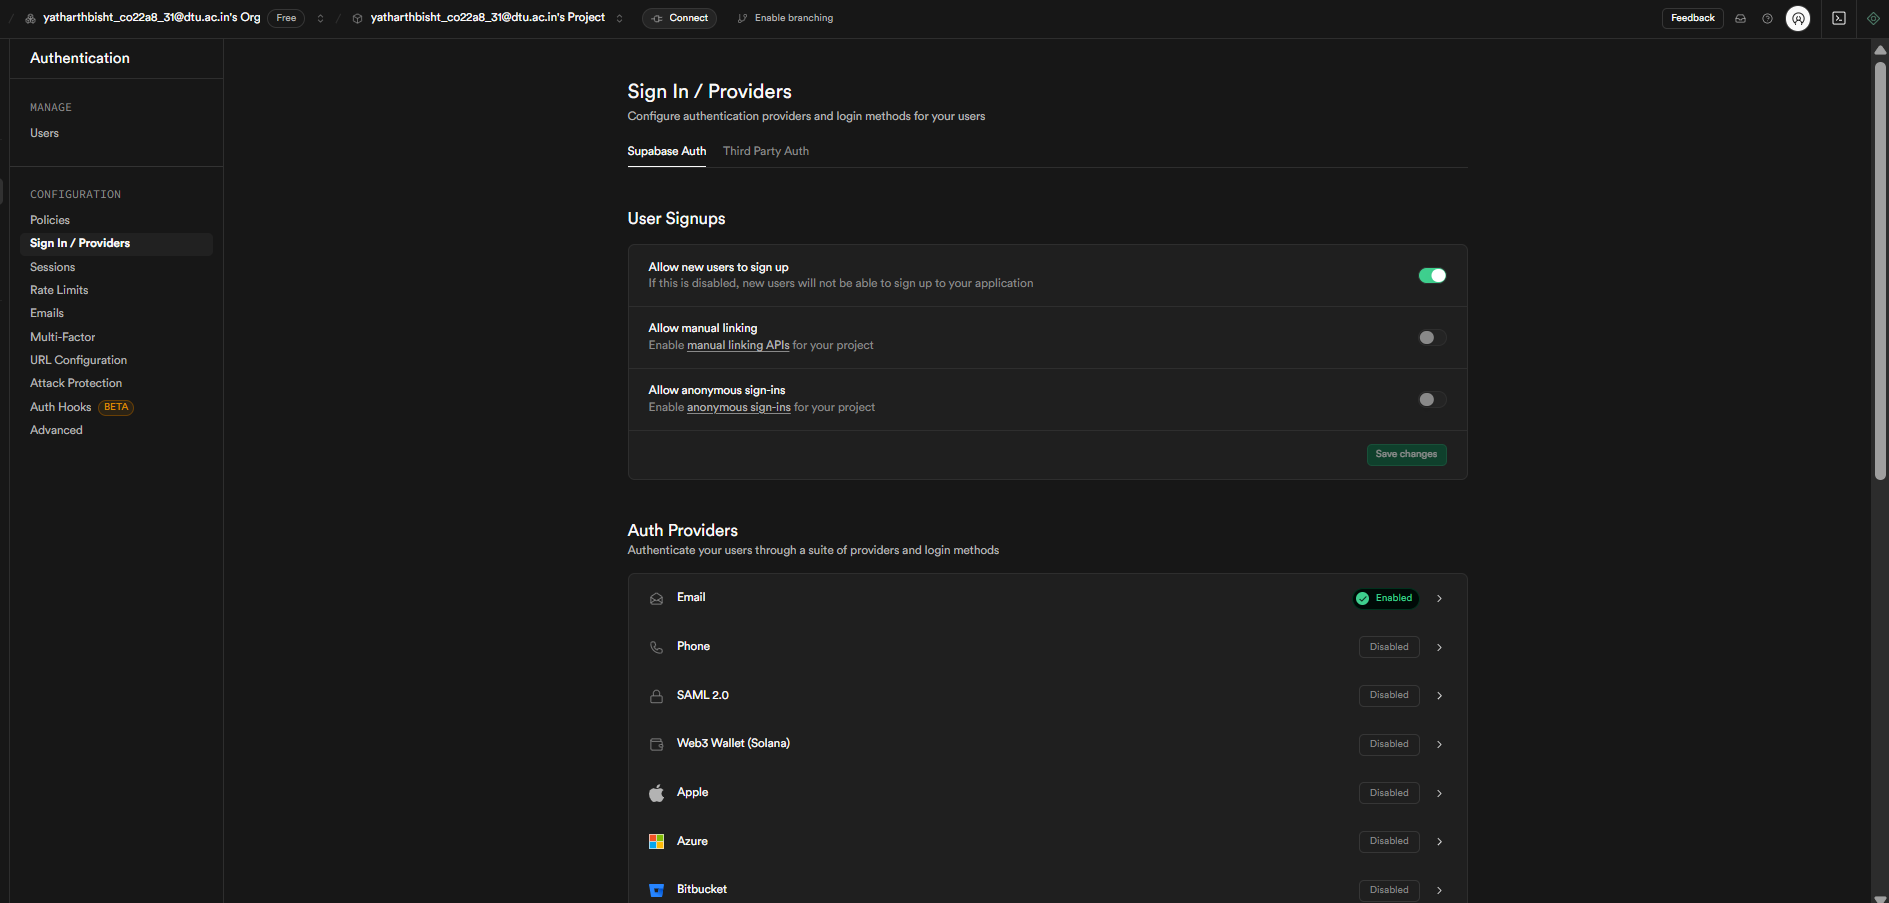 yatharthbisht_co22a8_31@dtu.ac.in's Org Free yatharthbisht_co22a8_31@dtu.ac.in's Project Connect Enable branching Feedback
Authentication
MANAGE
Users
CONFIGURATION
Policies
Sign In / Providers
Sessions
Rate Limits
Emails
Multi-Factor
URL Configuration
Attack Protection
Auth Hooks BETA
Advanced
Sign In / Providers
Configure authentication providers and login methods for your users
Supabase Auth Third Party Auth
User Signups
Allow new users to sign up
If this is disabled, new users will not be able to sign up to your application
Allow manual linking
Enable manual linking APIs for your project
Allow anonymous sign-ins
Enable anonymous sign-ins for your project
Save changes
Auth Providers
Authenticate your users through a suite of providers and login methods
Email Enabled
Phone Disabled
SAML 2.0 Disabled
Web3 Wallet (Solana) Disabled
Apple Disabled
Azure Disabled
Bitbucket Disabled